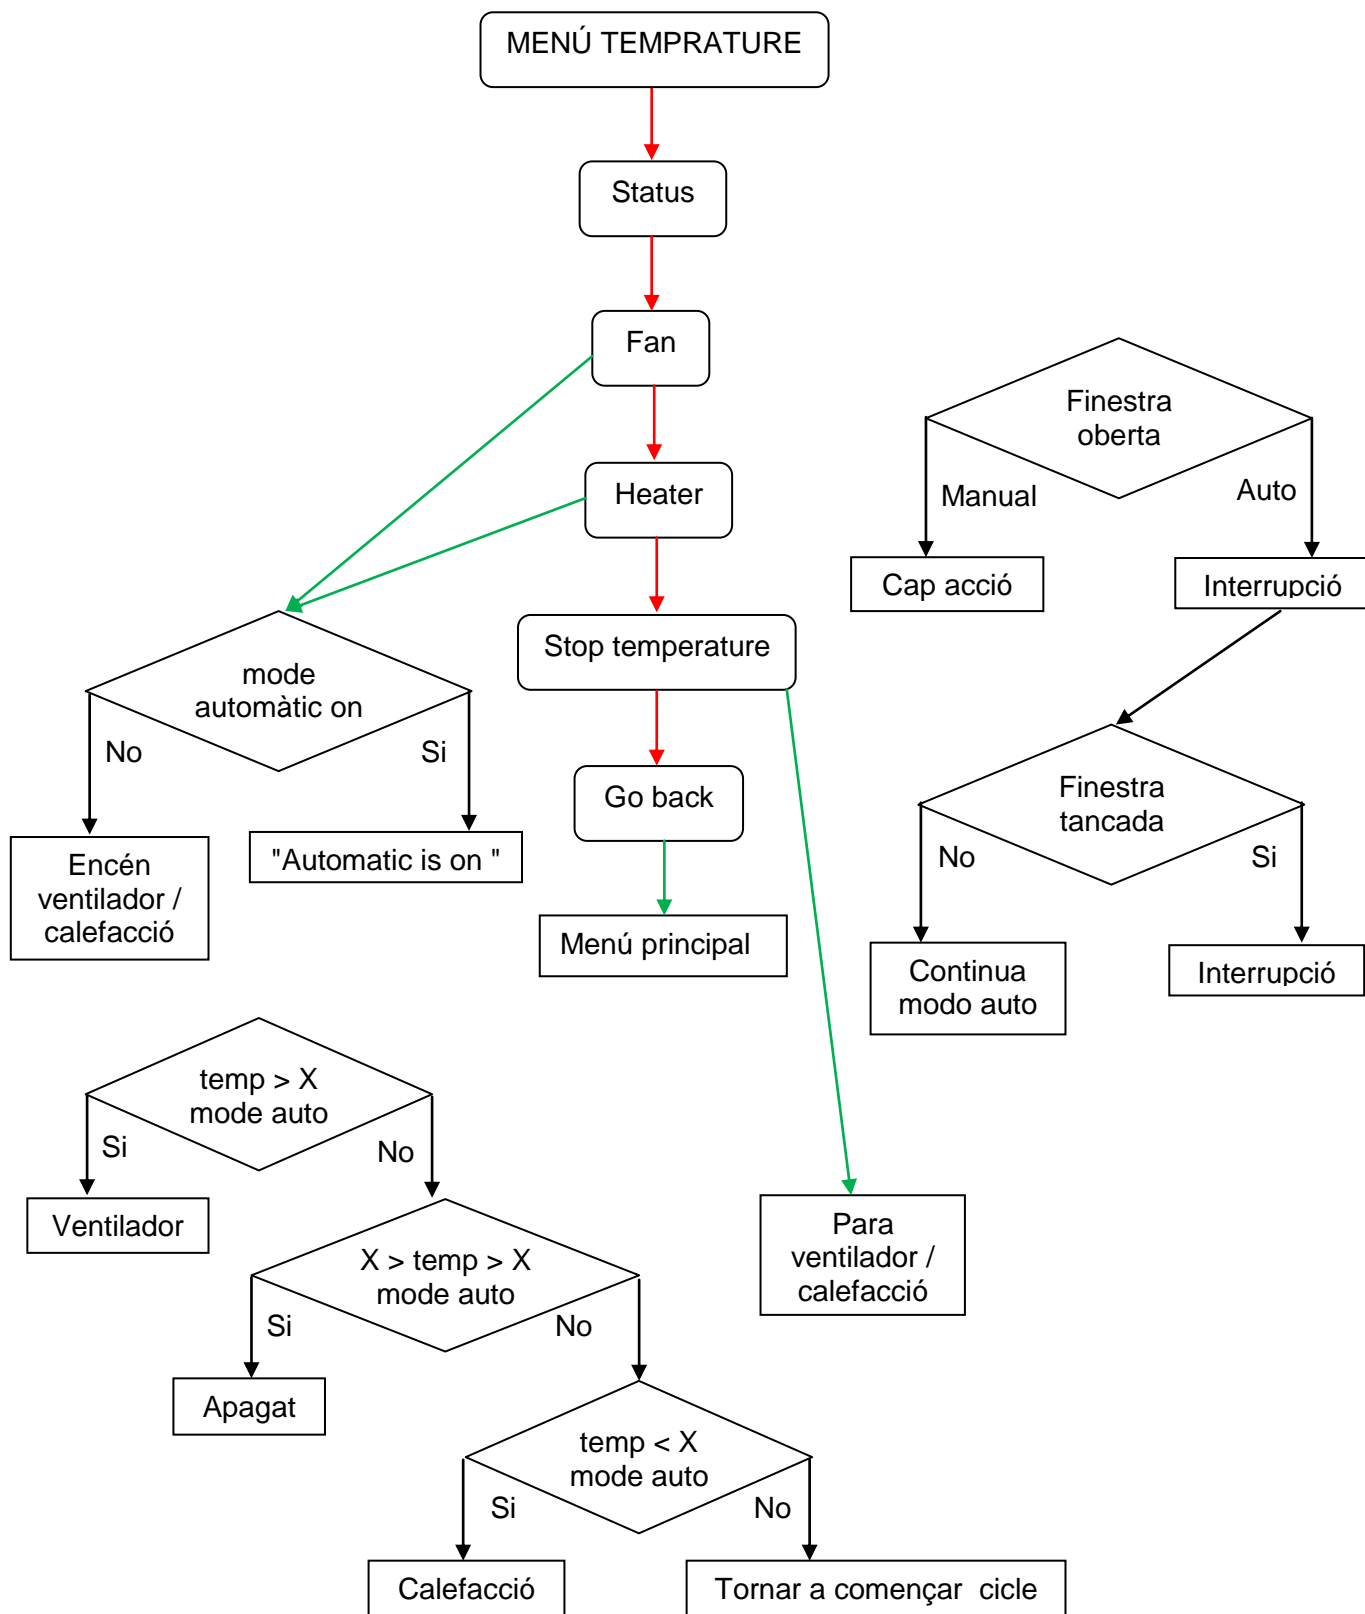 MENÚ TEMPRATURE
Status
Fan
Heater
Stop temperature
Go back
Menú principal
mode
automàtic on
No
Si
Encén
ventilador /
calefacció
"Automatic is on "
Finestra
oberta
Manual
Auto
Cap acció
Interrupció
Finestra
tancada
No
Si
Continua
modo auto
Interrupció
temp > X
mode auto
Si
No
Ventilador
X > temp > X
mode auto
Si
No
Apagat
temp < X
mode auto
Si
No
Calefacció
Tornar a començar cicle
Para
ventilador /
calefacció